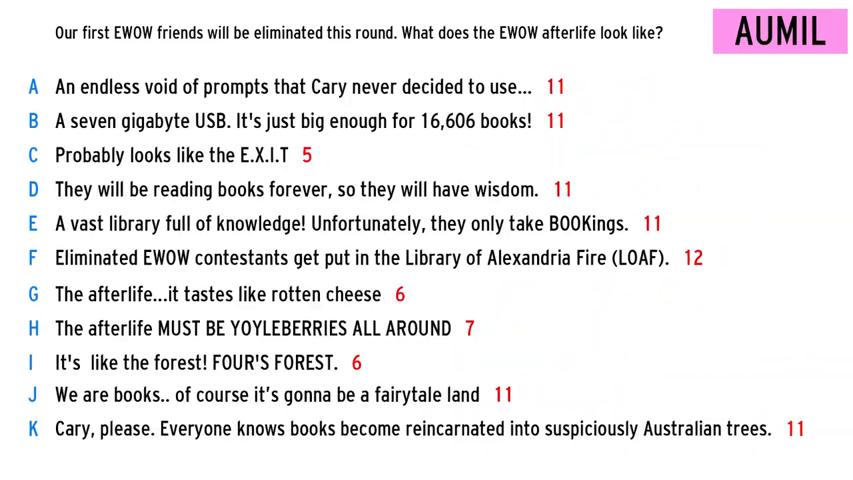 Our first EWOW friends will be eliminated this round. What does the EWOW afterlife look like?
AUMIL
A An endless void of prompts that Cary never decided to use... 11
B A seven gigabyte USB. It's just big enough for 16,606 books! 11
C Probably looks like the E.X.I.T 5
D They will be reading books forever, so they will have wisdom. 11
E A vast library full of knowledge! Unfortunately, they only take BOOKings. 11
F Eliminated EWOW contestants get put in the Library of Alexandria Fire (LOAF). 12
G The afterlife...it tastes like rotten cheese 6
H The afterlife MUST BE YOYLEBERRIES ALL AROUND 7
I It's like the forest! FOUR'S FOREST. 6
J We are books.. of course it’s gonna be a fairytale land 11
K Cary, please. Everyone knows books become reincarnated into suspiciously Australian trees. 11